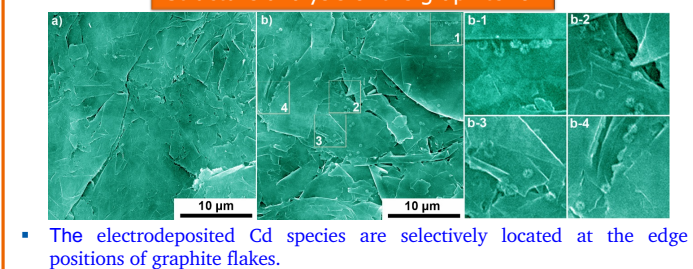 a)
b)
1
2
3
4
10 µm
10 µm
b-1
b-2
b-3
b-4
The electrodeposited Cd species are selectively located at the edge
positions of graphite flakes.